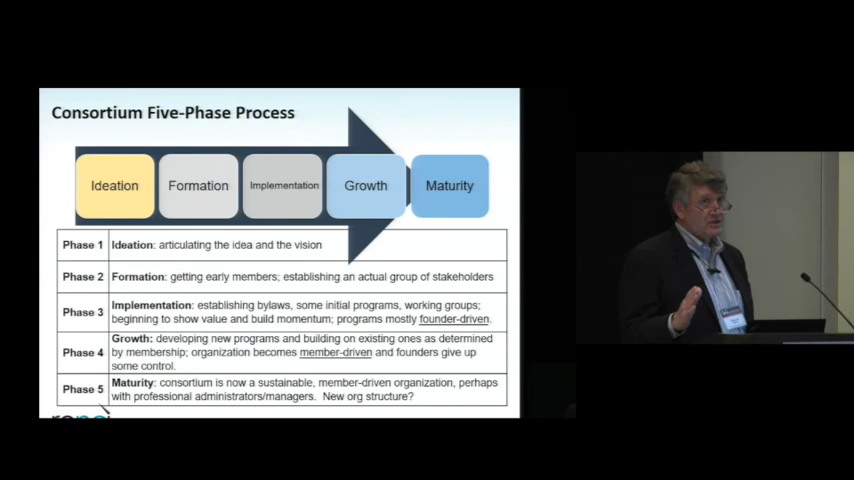 Consortium Five-Phase Process
Ideation
Formation
Implementation
Growth
Maturity
Phase 1 Ideation: articulating the idea and the vision
Phase 2 Formation: getting early members; establishing an actual group of stakeholders
Phase 3 Implementation: establishing bylaws, some initial programs, working groups;
beginning to show value and build momentum; programs mostly founder-driven.
Phase 4 Growth: developing new programs and building on existing ones as determined
by membership; organization becomes member-driven and founders give up
some control.
Phase 5 Maturity: consortium is now a sustainable, member-driven organization, perhaps
with professional administrators/managers. New org structure?